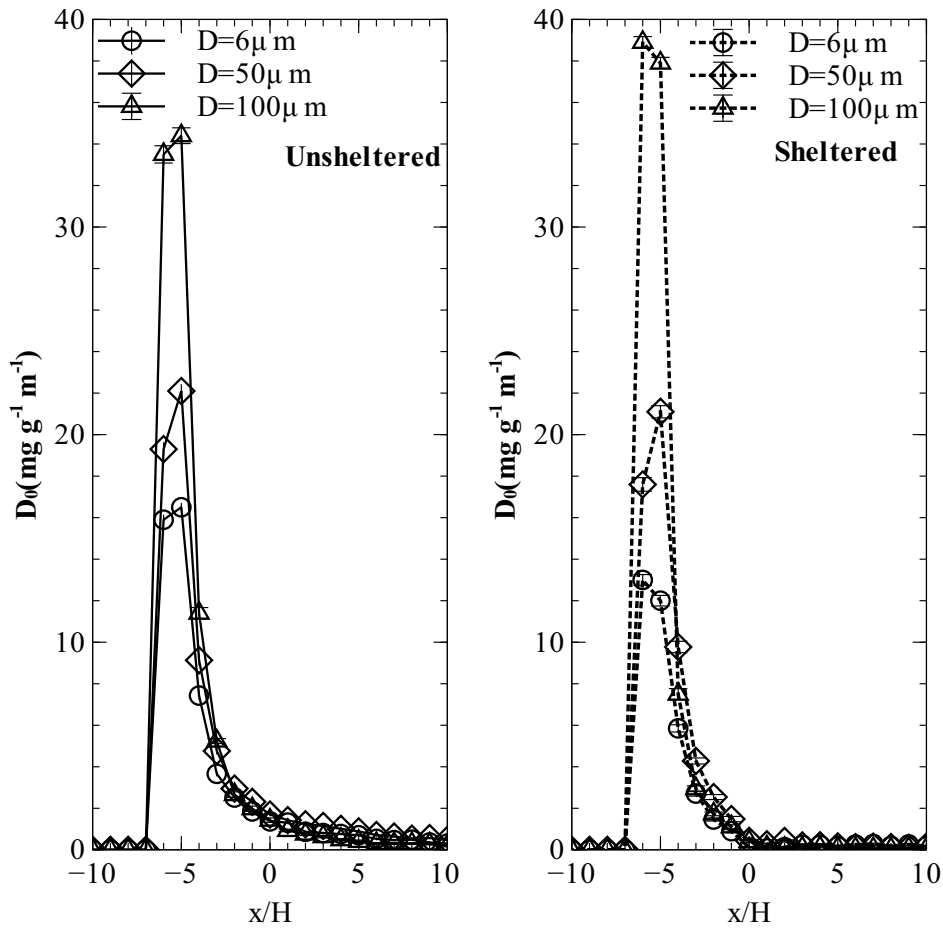 40
30
20
10
0
D₀(mg g⁻¹ m⁻¹)
D=6μ m
D=50μ m
D=100μ m
Unsheltered
−10 −5 0 5 10
x/H
40
30
20
10
0
D₀(mg g⁻¹ m⁻¹)
D=6μ m
D=50μ m
D=100μ m
Sheltered
−10 −5 0 5 10
x/H